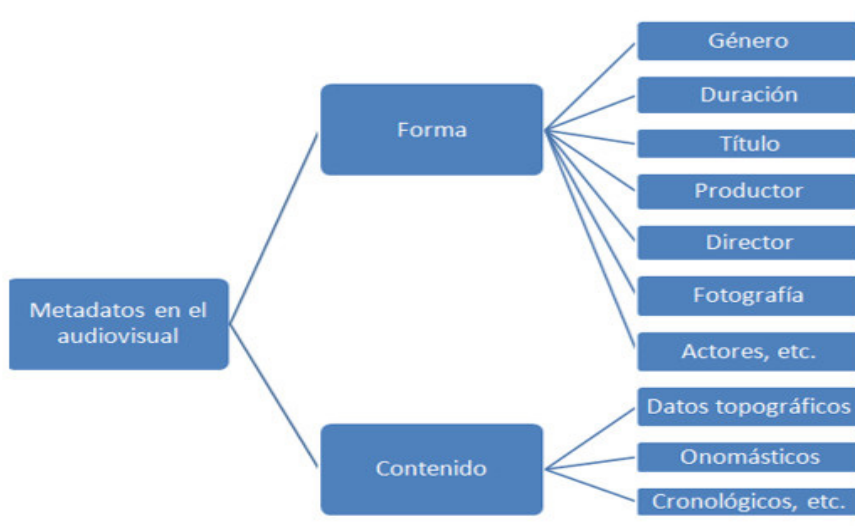 Metadatos en el
audiovisual
Forma
Género
Duración
Título
Productor
Director
Fotografía
Actores, etc.
Contenido
Datos topográficos
Onomásticos
Cronológicos, etc.